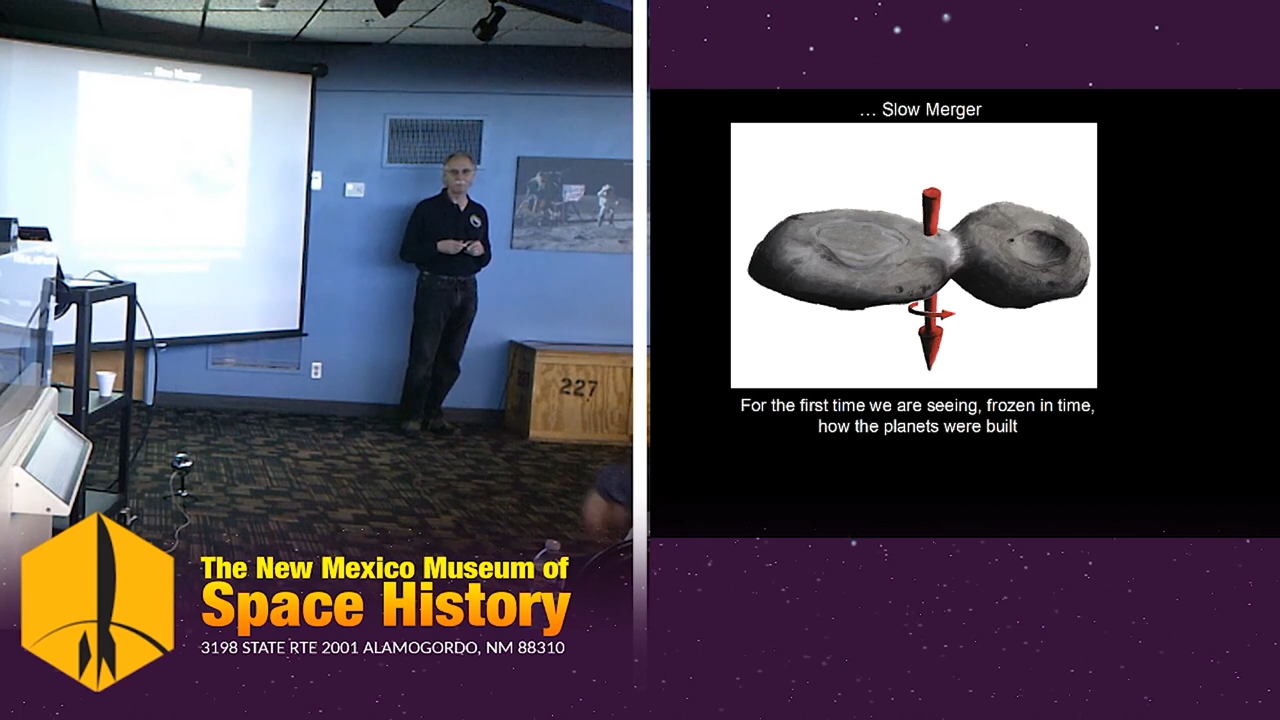 ... Slow Merger
For the first time we are seeing, frozen in time,
how the planets were built
227
The New Mexico Museum of
Space History
3198 STATE RTE 2001 ALAMOGORDO, NM 88310